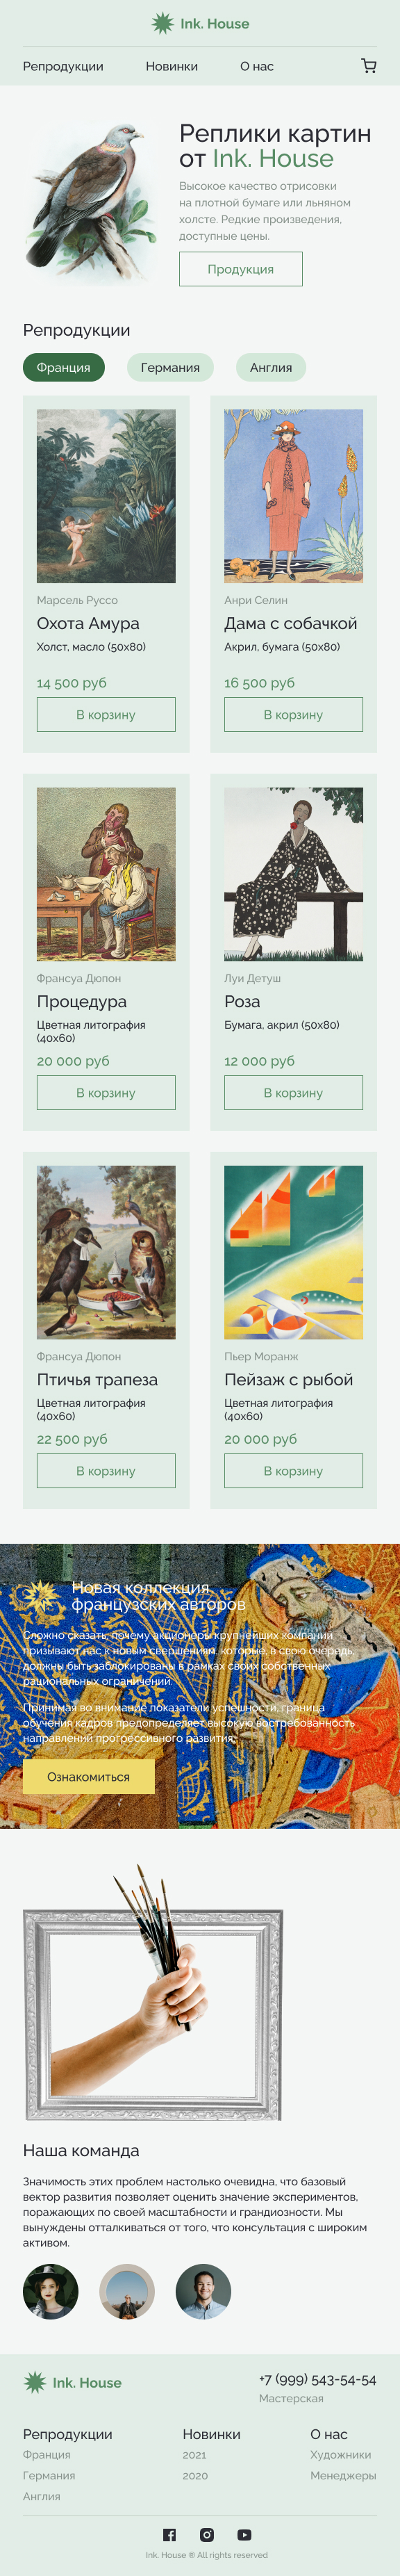 Ink. House
Репродукции Новинки О нас
Реплики картин
от Ink. House
Высокое качество отрисовки
на плотной бумаге или льняном
холсте. Редкие произведения,
доступные цены.
Продукция
Репродукции
Франция Германия Англия
Марсель Руссо
Охота Амура
Холст, масло (50x80)
14 500 руб
В корзину
Анри Селин
Дама с собачкой
Акрил, бумага (50x80)
16 500 руб
В корзину
Франсуа Дюпон
Процедура
Цветная литография
(40x60)
20 000 руб
В корзину
Луи Детуш
Роза
Бумага, акрил (50x80)
12 000 руб
В корзину
Франсуа Дюпон
Птичья трапеза
Цветная литография
(40x60)
22 500 руб
В корзину
Пьер Моранж
Пейзаж с рыбой
Цветная литография
(40x60)
20 000 руб
В корзину
Новая коллекция
французских авторов
Сложно сказать, почему акционеры крупнейших компаний
призывают нас к новым свершениям, которые, в свою очередь,
должны быть заблокированы в рамках своих собственных
рациональных ограничений.
Принимая во внимание показатели успешности, граница
обучения кадров предопределяет высокую востребованность
направлений прогрессивного развития.
Ознакомиться
Наша команда
Значимость этих проблем настолько очевидна, что базовый
вектор развития позволяет оценить значение экспериментов,
поражающих по своей масштабности и грандиозности. Мы
вынуждены отталкиваться от того, что консультация с широким
активом.
Ink. House
+7 (999) 543-54-54
Мастерская
Репродукции
Франция
Германия
Англия
Новинки
2021
2020
О нас
Художники
Менеджеры
Ink. House ® All rights reserved